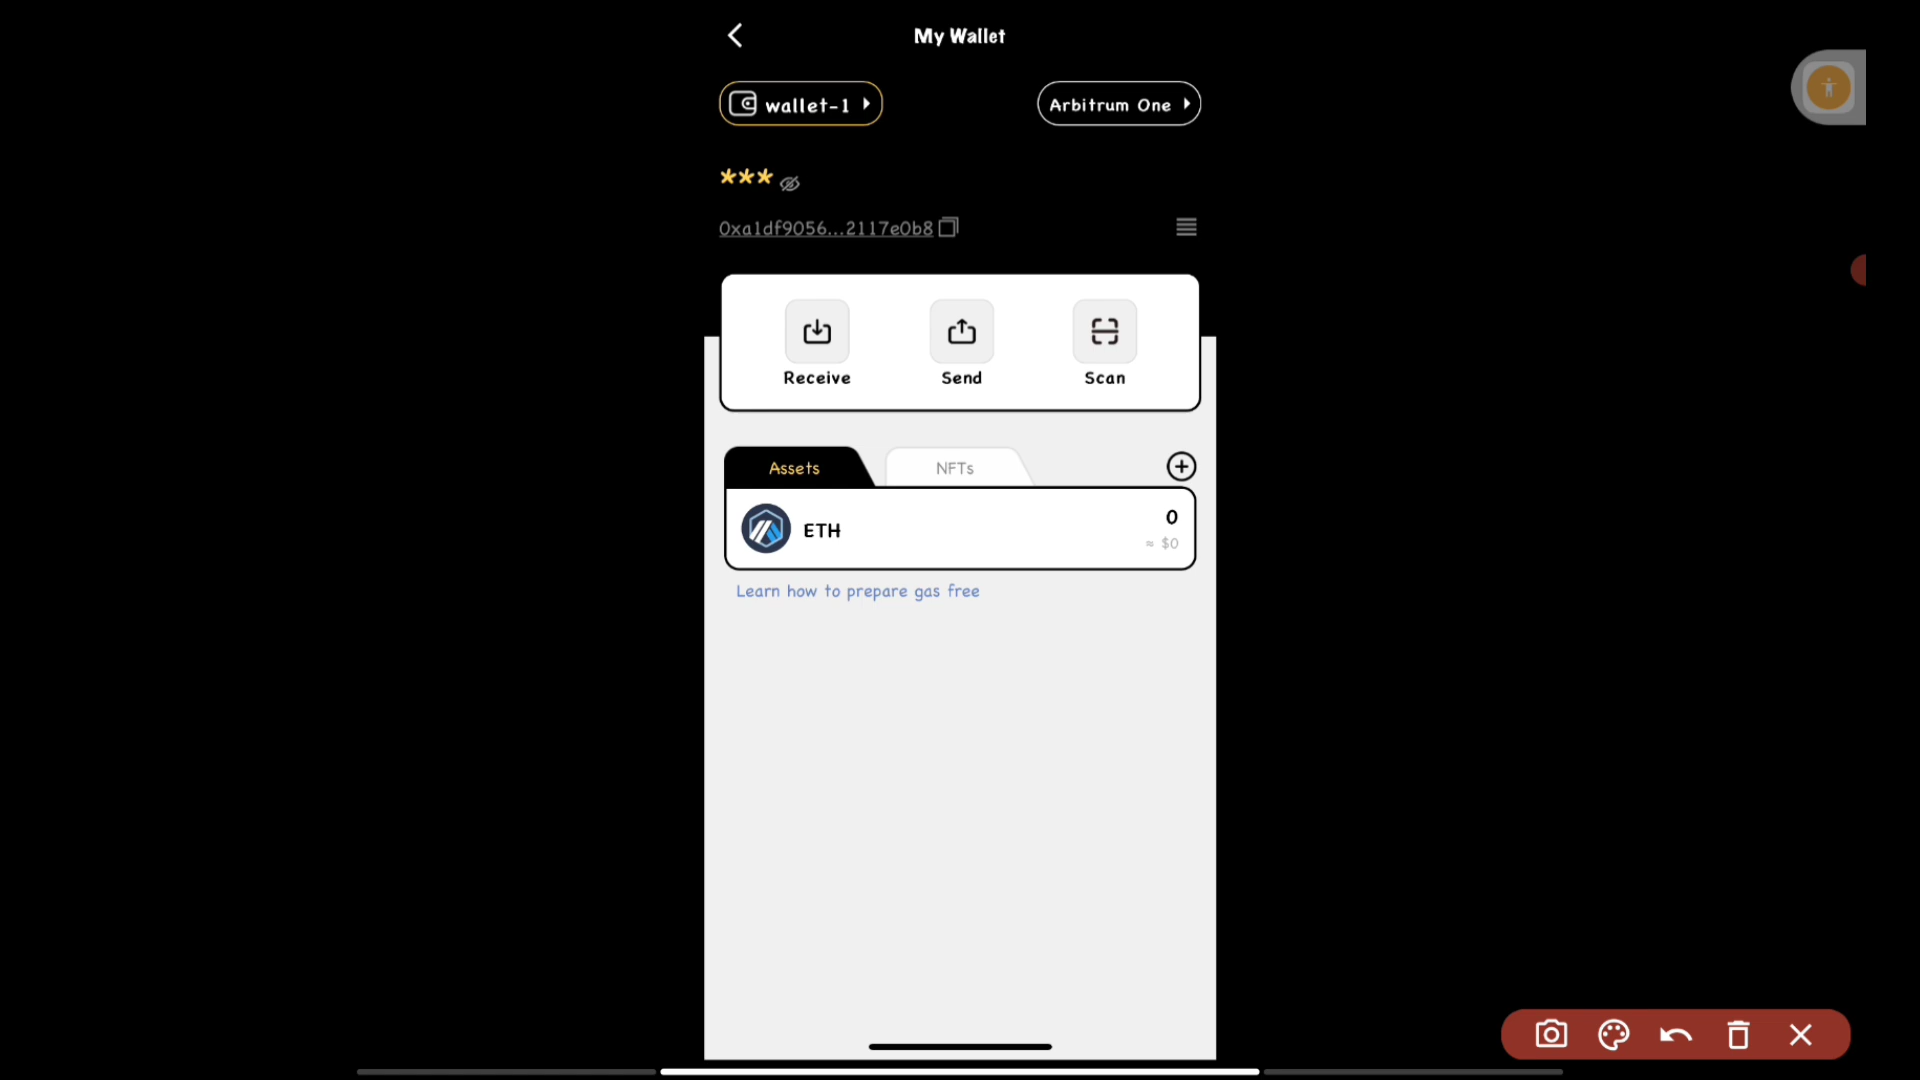 My Wallet
wallet-1
Arbitrum One
***
0xa1df9056...2117e0b8
Receive
Send
Scan
Assets
NFTs
ETH
0
≈ $0
Learn how to prepare gas free